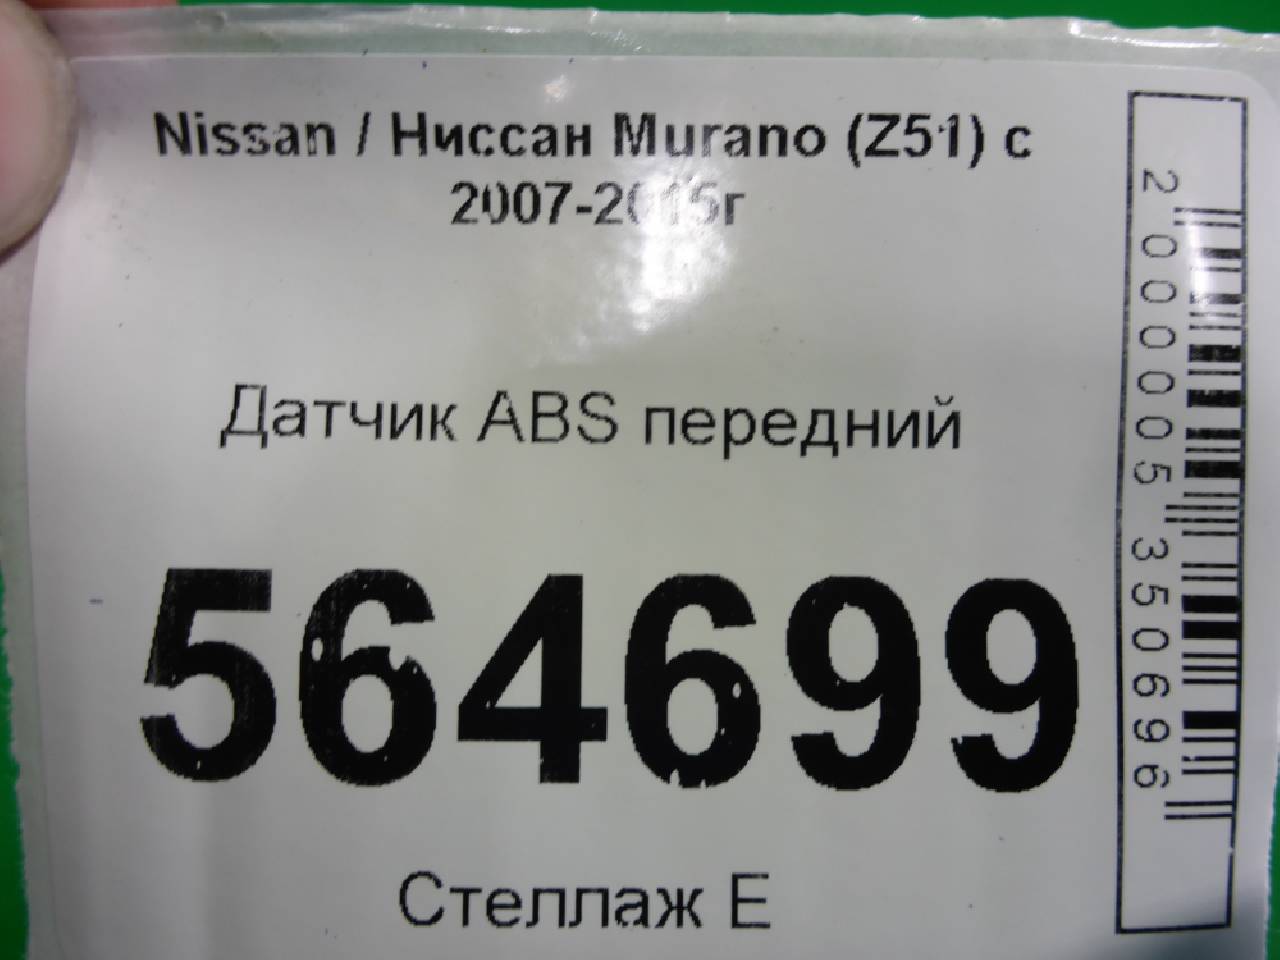 Nissan / Ниссан Murano (Z51) с
2007-2015г
Датчик ABS передний
564699
Стеллаж Е
2000005350696